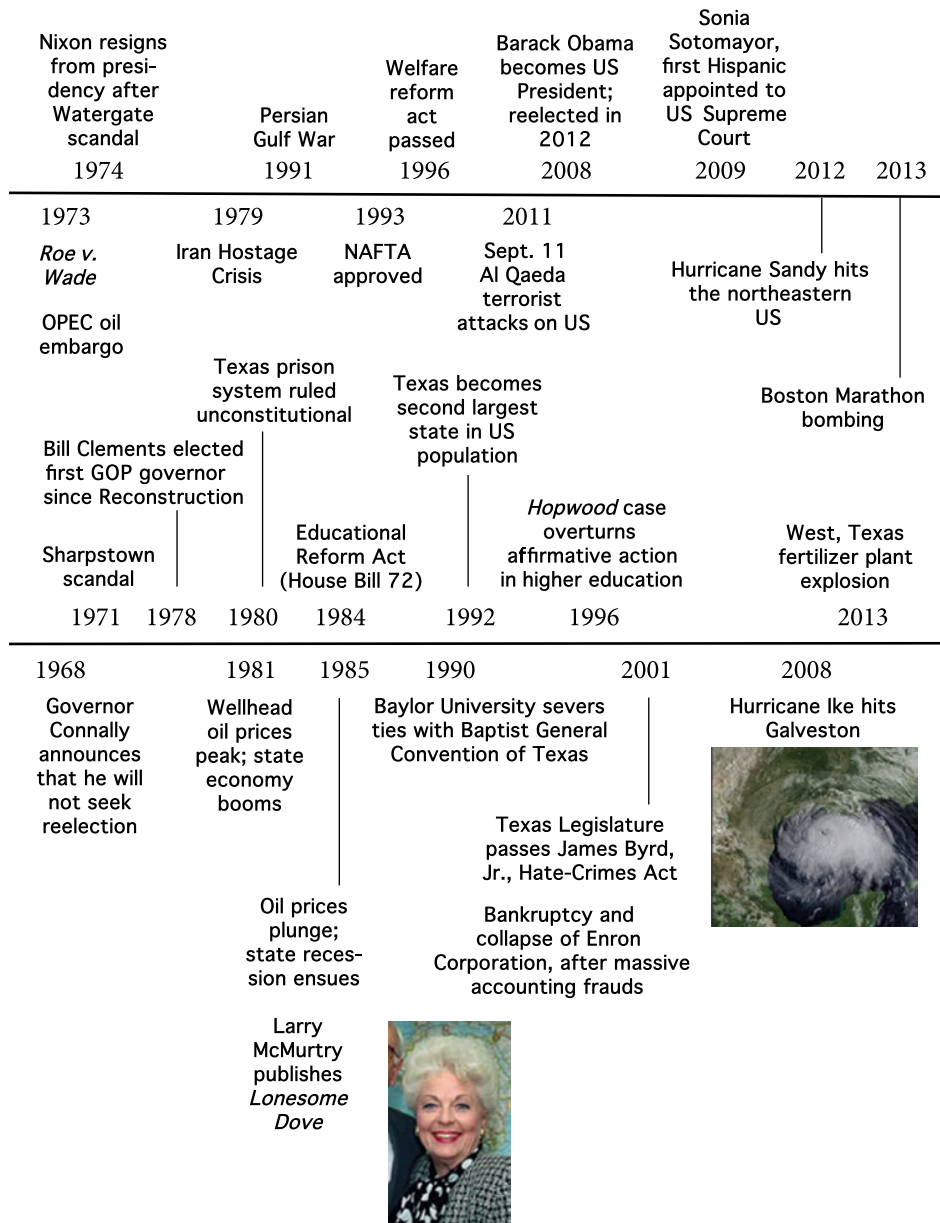 Nixon resigns
from presi-
dency after
Watergate
scandal
1974
Persian
Gulf War
1991
Welfare
reform
act
passed
1996
Barack Obama
becomes US
President;
reelected in
2012
2008
Sonia
Sotomayor,
first Hispanic
appointed to
US Supreme
Court
2009
2012
2013
1973
Roe v.
Wade
OPEC oil
embargo
1979
Iran Hostage
Crisis
1993
NAFTA
approved
2011
Sept. 11
Al Qaeda
terrorist
attacks on US
Hurricane Sandy hits
the northeastern
US
Boston Marathon
bombing
Sharpstown
scandal
1971
Bill Clements elected
first GOP governor
since Reconstruction
1978
Texas prison
system ruled
unconstitutional
1980
Educational
Reform Act
(House Bill 72)
1984
Texas becomes
second largest
state in US
population
1992
Hopwood case
overturns
affirmative action
in higher education
1996
West, Texas
fertilizer plant
explosion
2013
1968
Governor
Connally
announces
that he will
not seek
reelection
1981
Wellhead
oil prices
peak; state
economy
booms
1985
Oil prices
plunge;
state reces-
sion ensues
Larry
McMurtry
publishes
Lonesome
Dove
1990
Baylor University severs
ties with Baptist General
Convention of Texas
2001
Texas Legislature
passes James Byrd,
Jr., Hate-Crimes Act
Bankruptcy and
collapse of Enron
Corporation, after massive
accounting frauds
2008
Hurricane Ike hits
Galveston